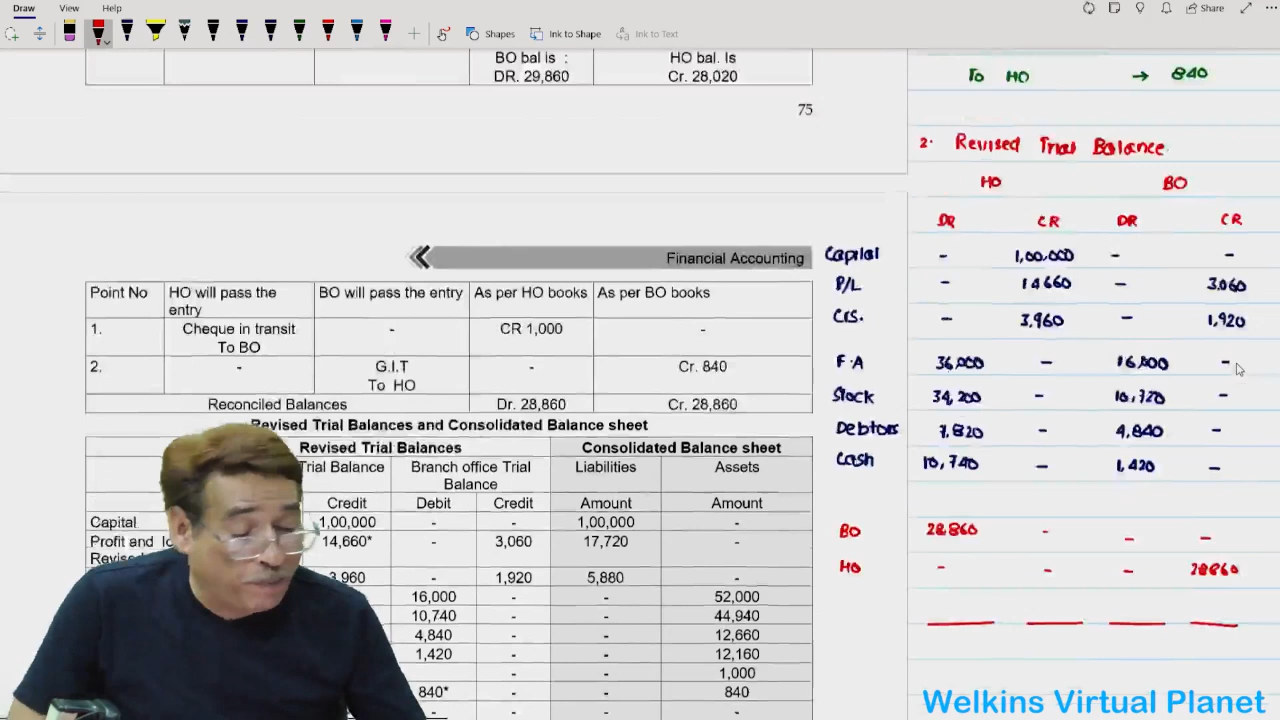 Draw View Help
Share
Shapes Ink to Shape Ink to Text
BO bal is :
DR. 29,860
HO bal. Is
Cr. 28,020
75
Financial Accounting
Point No
HO will pass the entry
BO will pass the entry
As per HO books
As per BO books
1.
Cheque in transit
To BO
-
CR 1,000
-
2.
-
G.I.T
To HO
-
Cr. 840
Reconciled Balances Dr. 28,860 Cr. 28,860
Revised Trial Balances and Consolidated Balance sheet
Revised Trial Balances Consolidated Balance sheet
Trial Balance
Branch office Trial Balance
Liabilities
Assets
Credit Debit Credit Amount Amount
Capital 1,00,000 - - 1,00,000 -
Profit and 14,660* - 3,060 17,720 -
3,960 - 1,920 5,880 -
16,000 - - 52,000
10,740 - - 44,940
4,840 - - 12,660
1,420 - - 12,160
- - 1,000
840* - - 840
- - - -
To HO → 840
2. Revised Trial Balance
HO BO
DR CR DR CR
Capital - 1,00,000 - -
P/L - 14660 - 3,060
Crs. - 3,960 - 1,920
F.A 36,000 - 16,000 -
Stock 34,200 - 10,720 -
Debtors 7,820 - 4,840 -
Cash 10,740 - 1,420 -
BO 28860 - - -
HO - - - 28860
Welkins Virtual Planet